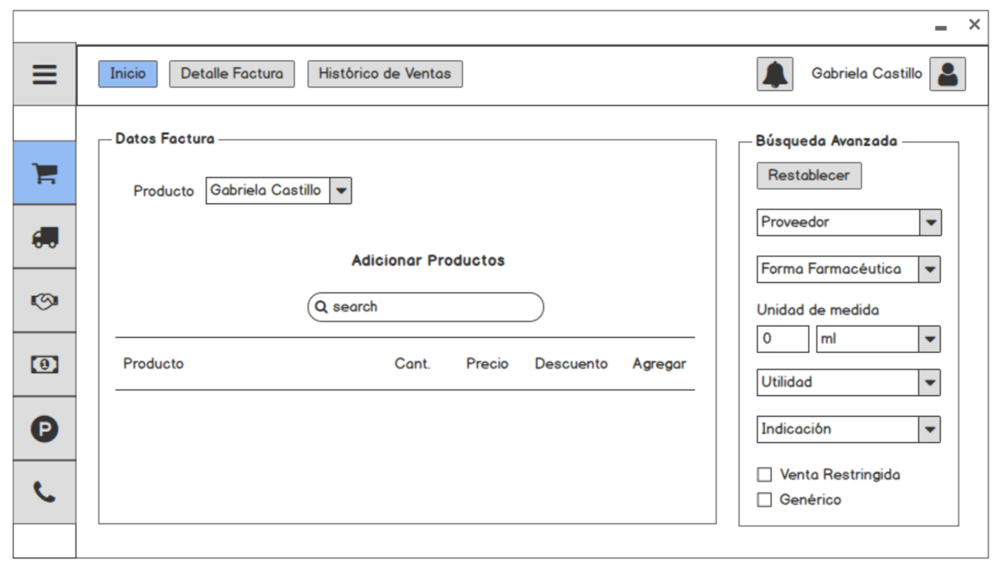 Inicio Detalle Factura Histórico de Ventas Gabriela Castillo
Datos Factura
Producto Gabriela Castillo
Adicionar Productos
search
Producto Cant. Precio Descuento Agregar
Búsqueda Avanzada
Restablecer
Proveedor
Forma Farmacéutica
Unidad de medida
0 ml
Utilidad
Indicación
Venta Restringida
Genérico
1
P